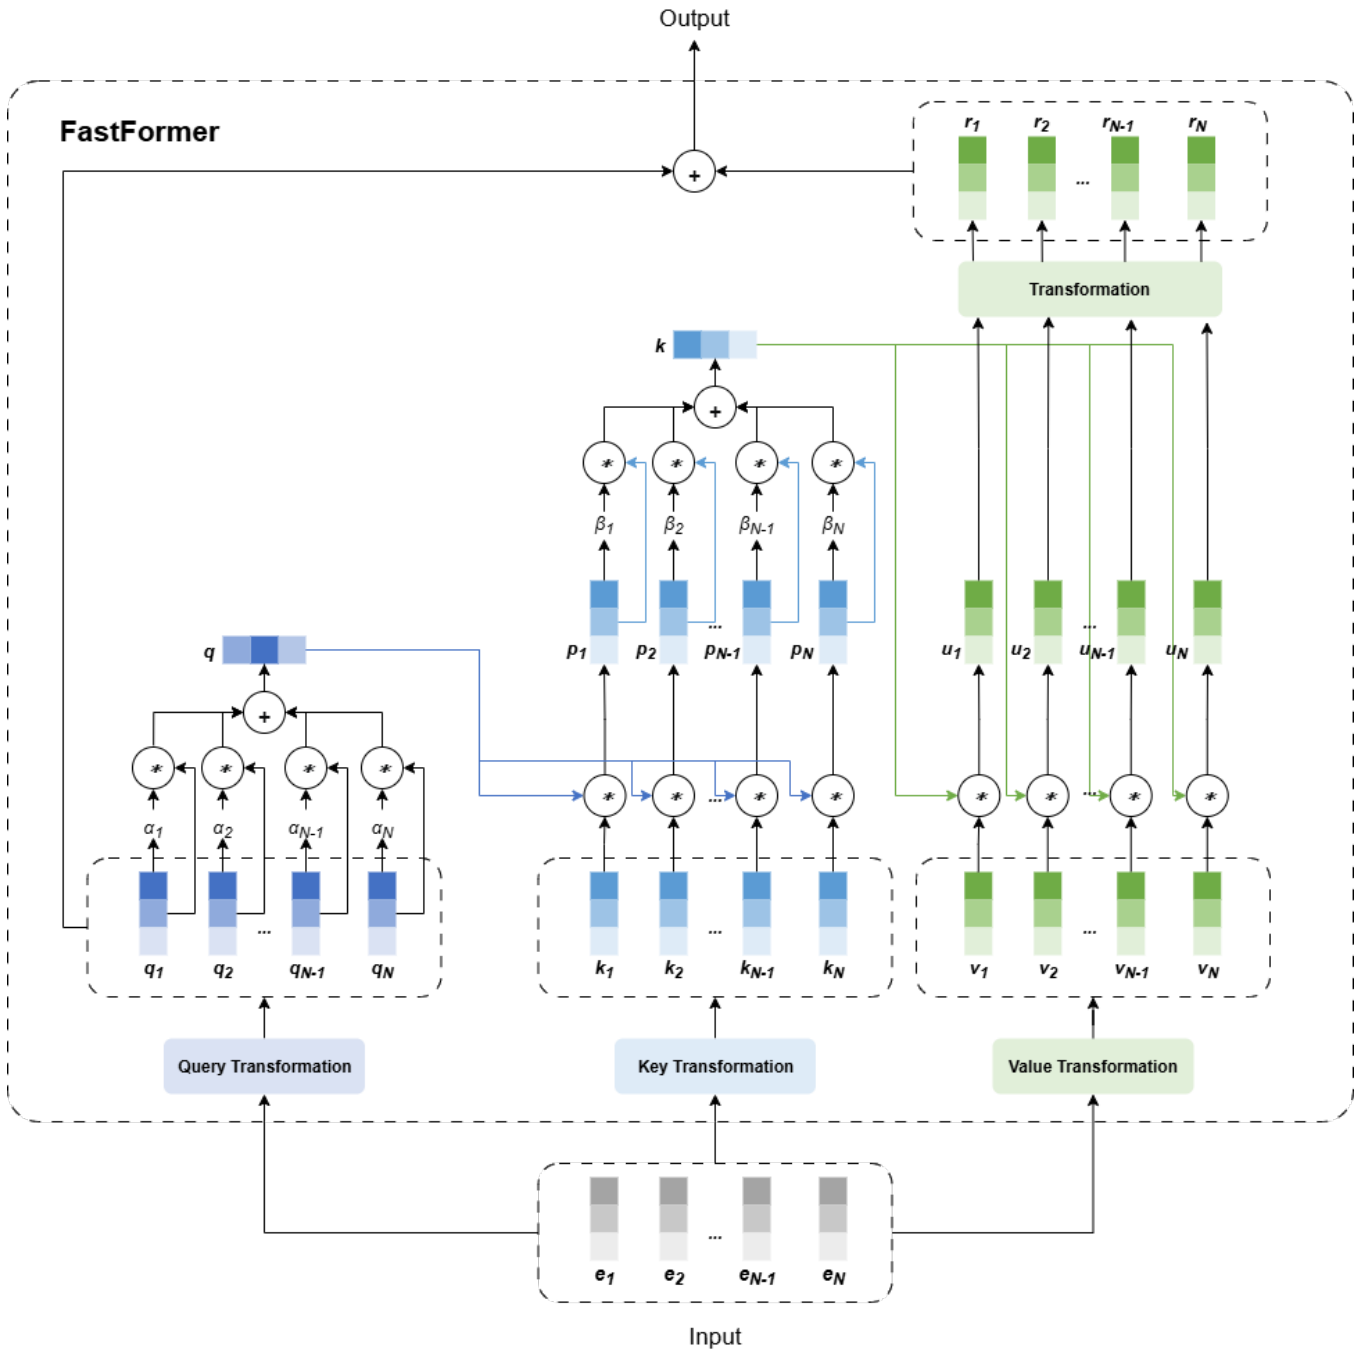 Output
FastFormer
r1 r2 rN-1 rN
...
Transformation
k
+
+
* * * *
β1 β2 βN-1 βN
... ...
p1 p2 pN-1 pN
u1 u2 uN-1 uN
q
+
* * * *
* ... * * *
* ... * * *
α1 α2 αN-1 αN
... ... ...
q1 q2 qN-1 qN
k1 k2 kN-1 kN
v1 v2 vN-1 vN
Query Transformation
Key Transformation
Value Transformation
...
e1 e2 eN-1 eN
Input